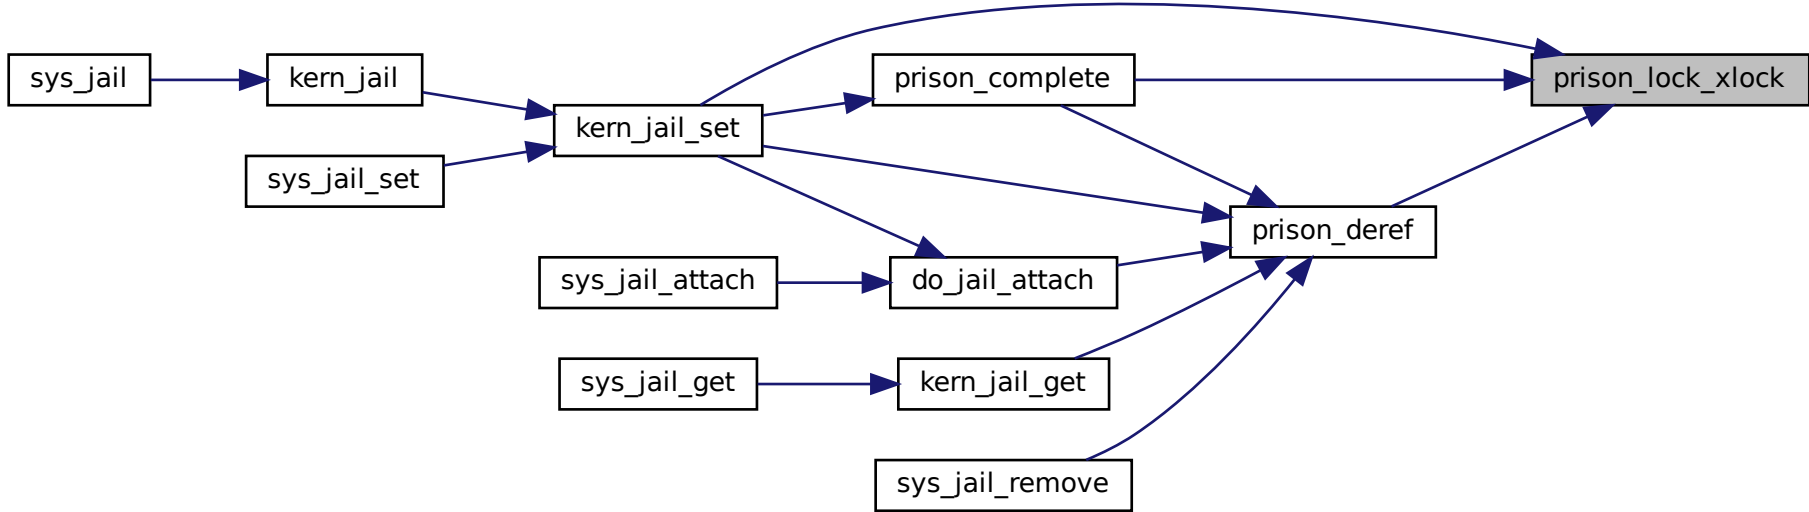 sys_jail
kern_jail
prison_complete
prison_lock_xlock
kern_jail_set
sys_jail_set
prison_deref
sys_jail_attach
do_jail_attach
sys_jail_get
kern_jail_get
sys_jail_remove